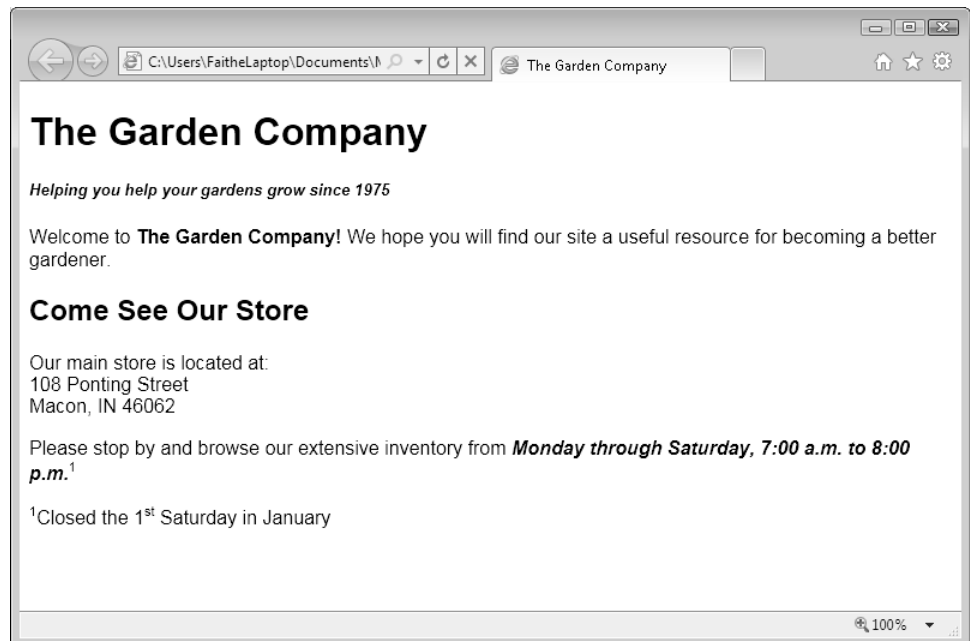 C:\Users\FaitheLaptop\Documents\
The Garden Company
The Garden Company
Helping you help your gardens grow since 1975
Welcome to The Garden Company! We hope you will find our site a useful resource for becoming a better
gardener.
Come See Our Store
Our main store is located at:
108 Ponting Street
Macon, IN 46062
Please stop by and browse our extensive inventory from Monday through Saturday, 7:00 a.m. to 8:00
p.m.¹
¹Closed the 1ˢᵗ Saturday in January
100%